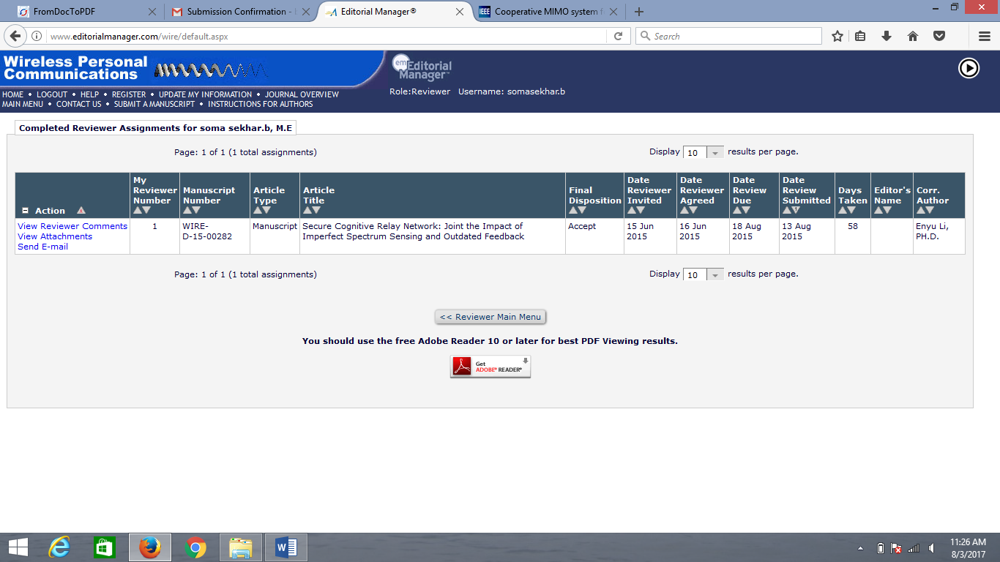 FromDocToPDF
Submission Confirmation -
Editorial Manager®
IEEE Cooperative MIMO system f
www.editorialmanager.com/wire/default.aspx
Search
Wireless Personal
Communications
em Editorial
Manager™
Role:Reviewer Username: somasekhar.b
HOME • LOGOUT • HELP • REGISTER • UPDATE MY INFORMATION • JOURNAL OVERVIEW
MAIN MENU • CONTACT US • SUBMIT A MANUSCRIPT • INSTRUCTIONS FOR AUTHORS
Completed Reviewer Assignments for soma sekhar.b, M.E
Page: 1 of 1 (1 total assignments)
Display 10 results per page.
Action
My
Reviewer
Number
Manuscript
Number
Article
Type
Article
Title
Final
Disposition
Date
Reviewer
Invited
Date
Reviewer
Agreed
Date
Review
Due
Date
Review
Submitted
Days
Taken
Editor's
Name
Corr.
Author
View Reviewer Comments
View Attachments
Send E-mail
1
WIRE-
D-15-00282
Manuscript
Secure Cognitive Relay Network: Joint the Impact of
Imperfect Spectrum Sensing and Outdated Feedback
Accept
15 Jun
2015
16 Jun
2015
18 Aug
2015
13 Aug
2015
58
Enyu Li,
PH.D.
Page: 1 of 1 (1 total assignments)
Display 10 results per page.
<< Reviewer Main Menu
You should use the free Adobe Reader 10 or later for best PDF Viewing results.
Get
ADOBE® READER®
11:26 AM
8/3/2017